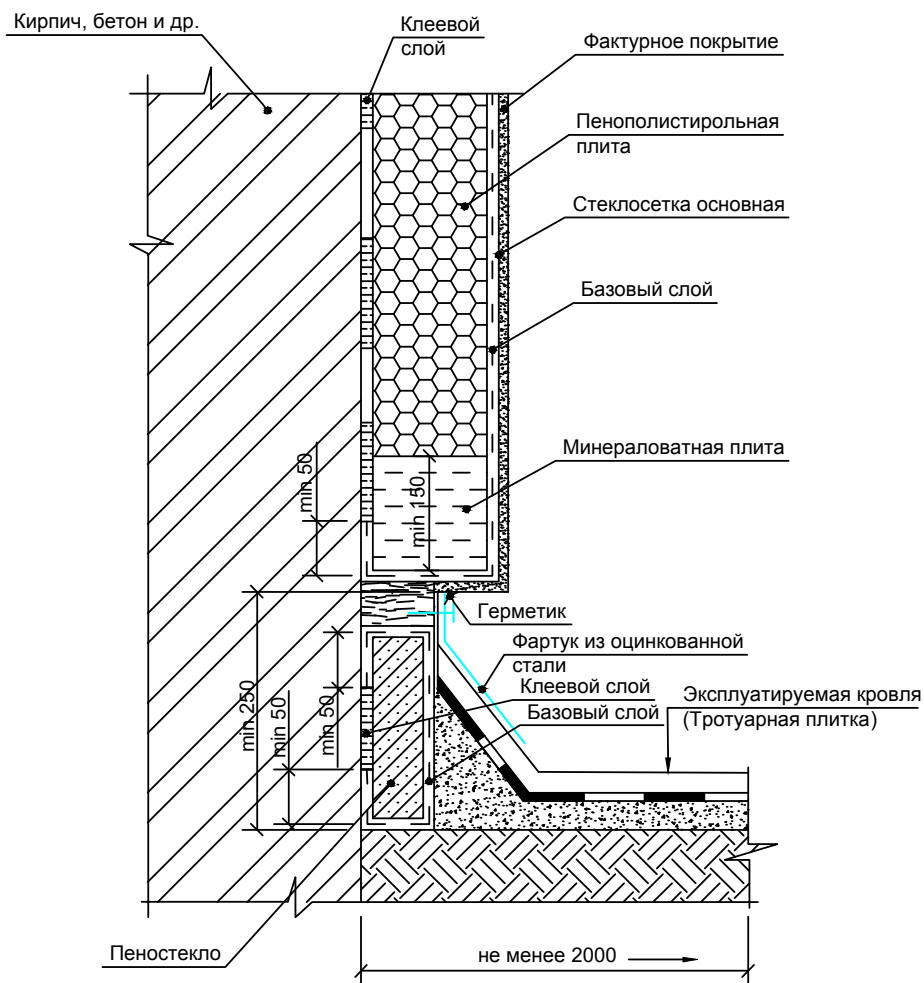 Кирпич, бетон и др.
Клеевой
слой
Фактурное покрытие
Пенополистирольная
плита
Стеклосетка основная
Базовый слой
Минераловатная плита
min 50
min 150
Герметик
Фартук из оцинкованной
стали
Клеевой слой
Базовый слой
Эксплуатируемая кровля
(Тротуарная плитка)
min 250
min 50
min 50
Пеностекло
не менее 2000